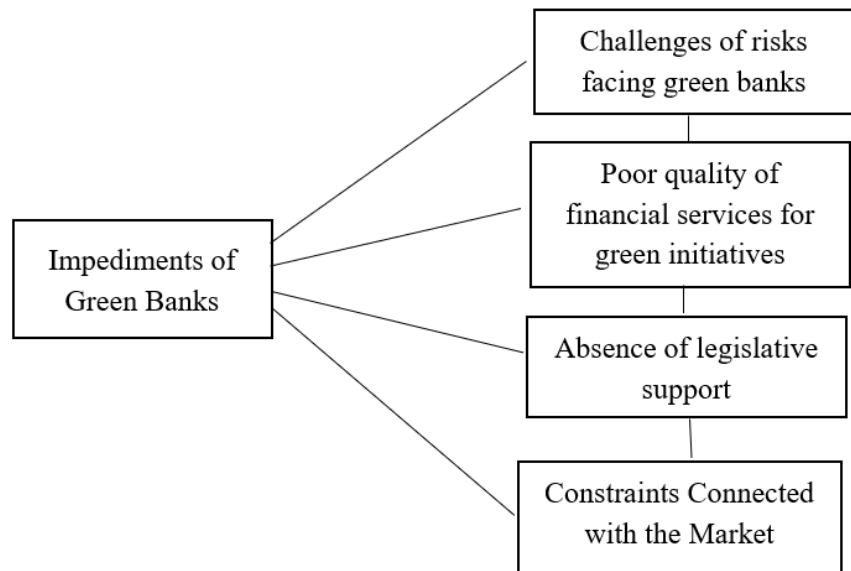 Challenges of risks
facing green banks
Poor quality of
financial services for
green initiatives
Impediments of
Green Banks
Absence of legislative
support
Constraints Connected
with the Market